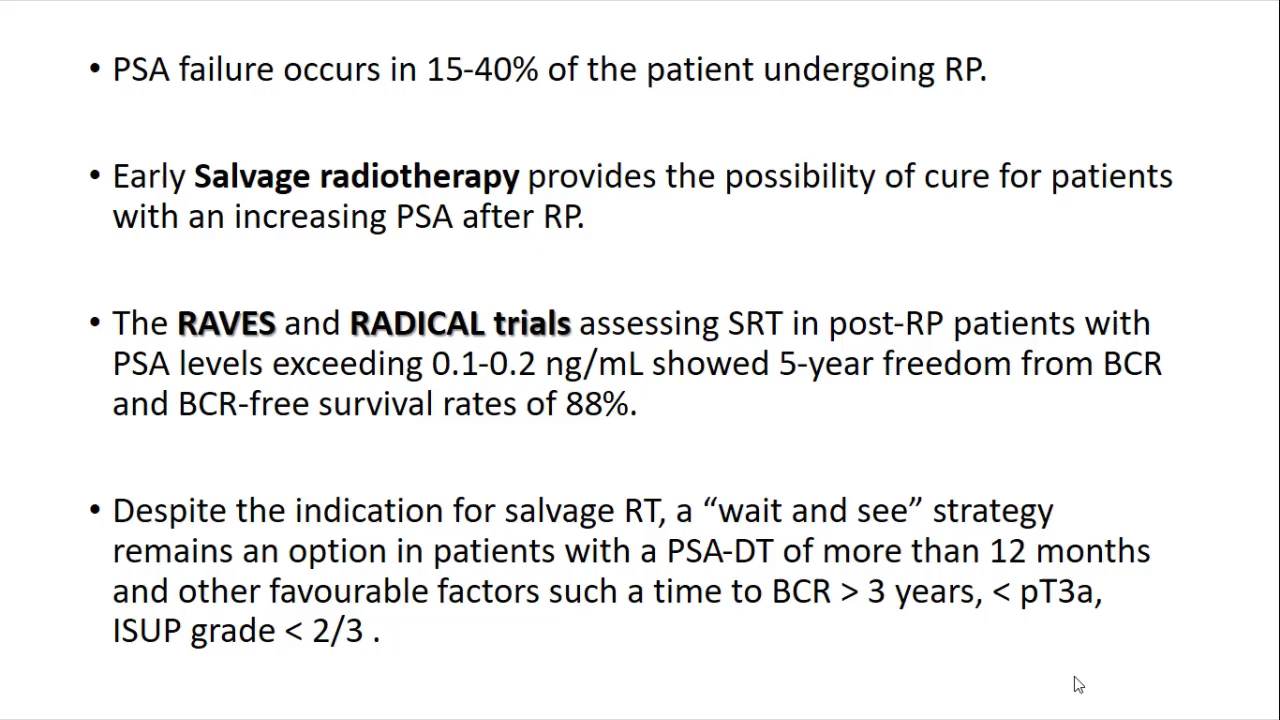 • PSA failure occurs in 15-40% of the patient undergoing RP.
• Early Salvage radiotherapy provides the possibility of cure for patients
with an increasing PSA after RP.
• The RAVES and RADICAL trials assessing SRT in post-RP patients with
PSA levels exceeding 0.1-0.2 ng/mL showed 5-year freedom from BCR
and BCR-free survival rates of 88%.
• Despite the indication for salvage RT, a “wait and see” strategy
remains an option in patients with a PSA-DT of more than 12 months
and other favourable factors such a time to BCR > 3 years, < pT3a,
ISUP grade < 2/3 .